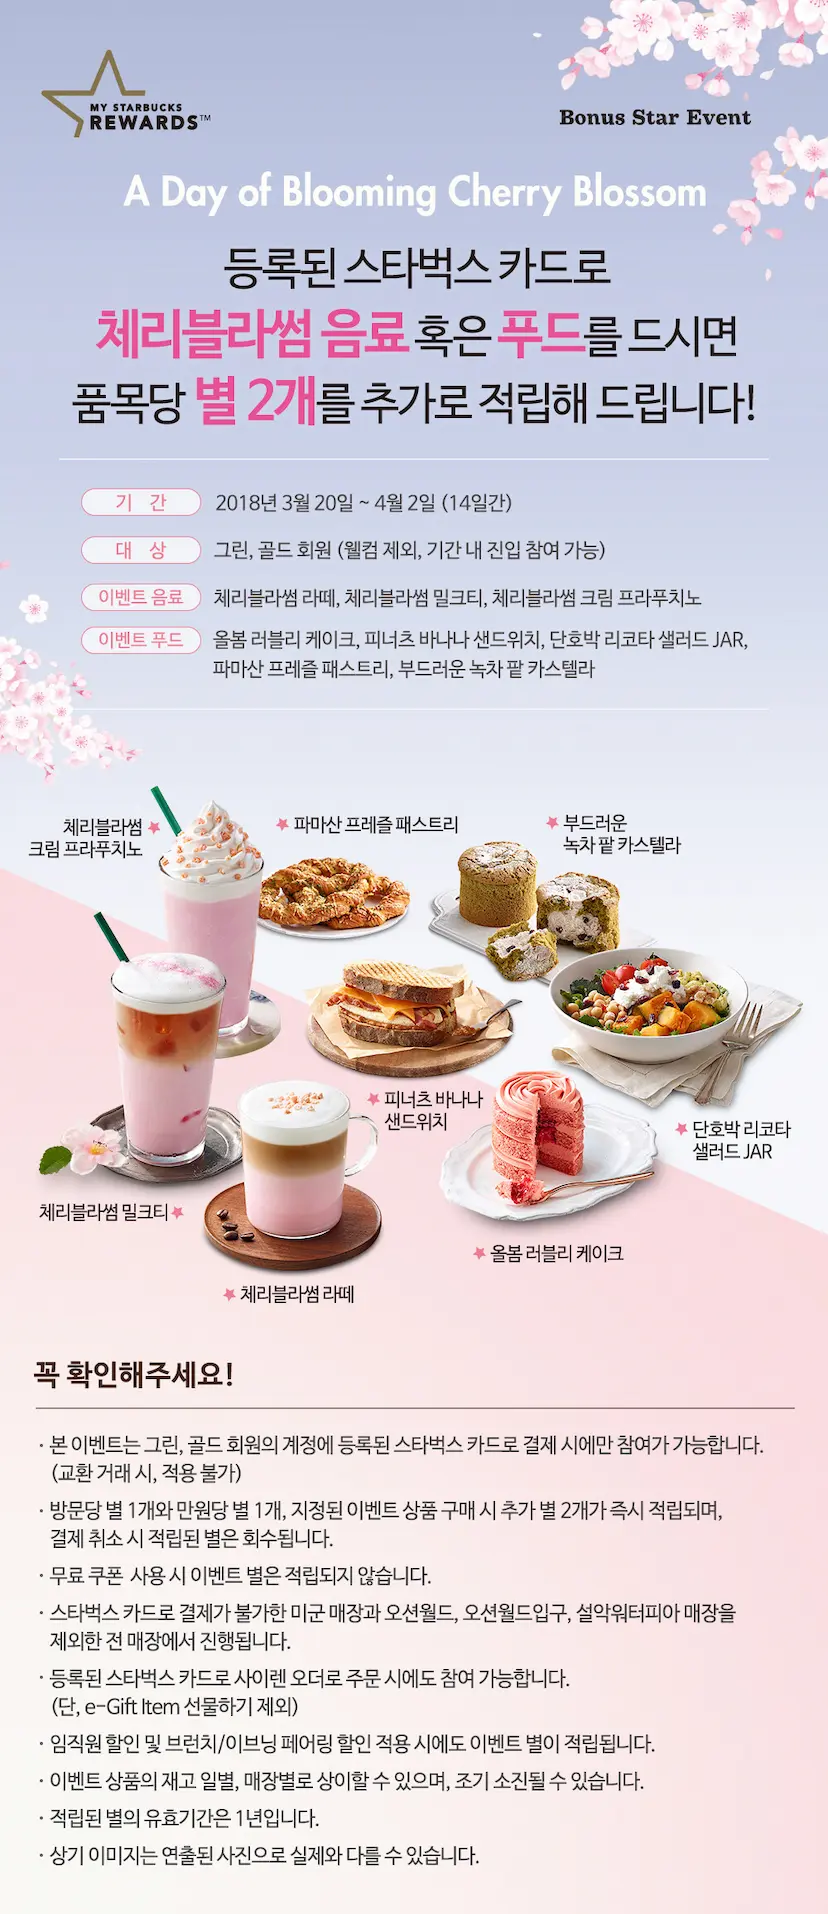 MY STARBUCKS
REWARDS™
Bonus Star Event
A Day of Blooming Cherry Blossom
등록된 스타벅스 카드로
체리블라썸 음료 혹은 푸드를 드시면
품목당 별 2개를 추가로 적립해 드립니다!
기 간 2018년 3월 20일 ~ 4월 2일 (14일간)
대 상 그린, 골드 회원 (웰컴 제외, 기간 내 진입 참여 가능)
이벤트 음료 체리블라썸 라떼, 체리블라썸 밀크티, 체리블라썸 크림 프라푸치노
이벤트 푸드 올봄 러블리 케이크, 피너츠 바나나 샌드위치, 단호박 리코타 샐러드 JAR,
파마산 프레즐 패스트리, 부드러운 녹차 팥 카스텔라
체리블라썸
크림 프라푸치노
파마산 프레즐 패스트리
부드러운
녹차 팥 카스텔라
피너츠 바나나
샌드위치
단호박 리코타
샐러드 JAR
체리블라썸 밀크티
올봄 러블리 케이크
체리블라썸 라떼
꼭 확인해주세요!
· 본 이벤트는 그린, 골드 회원의 계정에 등록된 스타벅스 카드로 결제 시에만 참여가 가능합니다.
(교환 거래 시, 적용 불가)
· 방문당 별 1개와 만원당 별 1개, 지정된 이벤트 상품 구매 시 추가 별 2개가 즉시 적립되며,
결제 취소 시 적립된 별은 회수됩니다.
· 무료 쿠폰 사용 시 이벤트 별은 적립되지 않습니다.
· 스타벅스 카드로 결제가 불가한 미군 매장과 오션월드, 오션월드입구, 설악워터피아 매장을
제외한 전 매장에서 진행됩니다.
· 등록된 스타벅스 카드로 사이렌 오더로 주문 시에도 참여 가능합니다.
(단, e-Gift Item 선물하기 제외)
· 임직원 할인 및 브런치/이브닝 페어링 할인 적용 시에도 이벤트 별이 적립됩니다.
· 이벤트 상품의 재고 일별, 매장별로 상이할 수 있으며, 조기 소진될 수 있습니다.
· 적립된 별의 유효기간은 1년입니다.
· 상기 이미지는 연출된 사진으로 실제와 다를 수 있습니다.